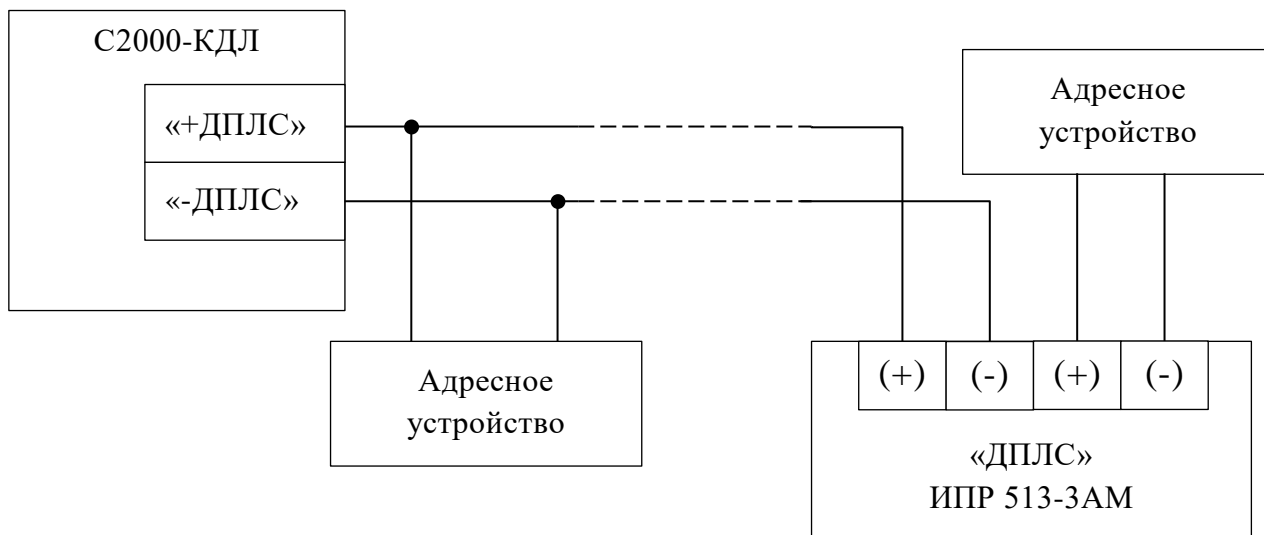 С2000-КДЛ
«+ДПЛС»
«-ДПЛС»
Адресное
устройство
Адресное
устройство
(+) (-) (+) (-)
«ДПЛС»
ИПР 513-3АМ